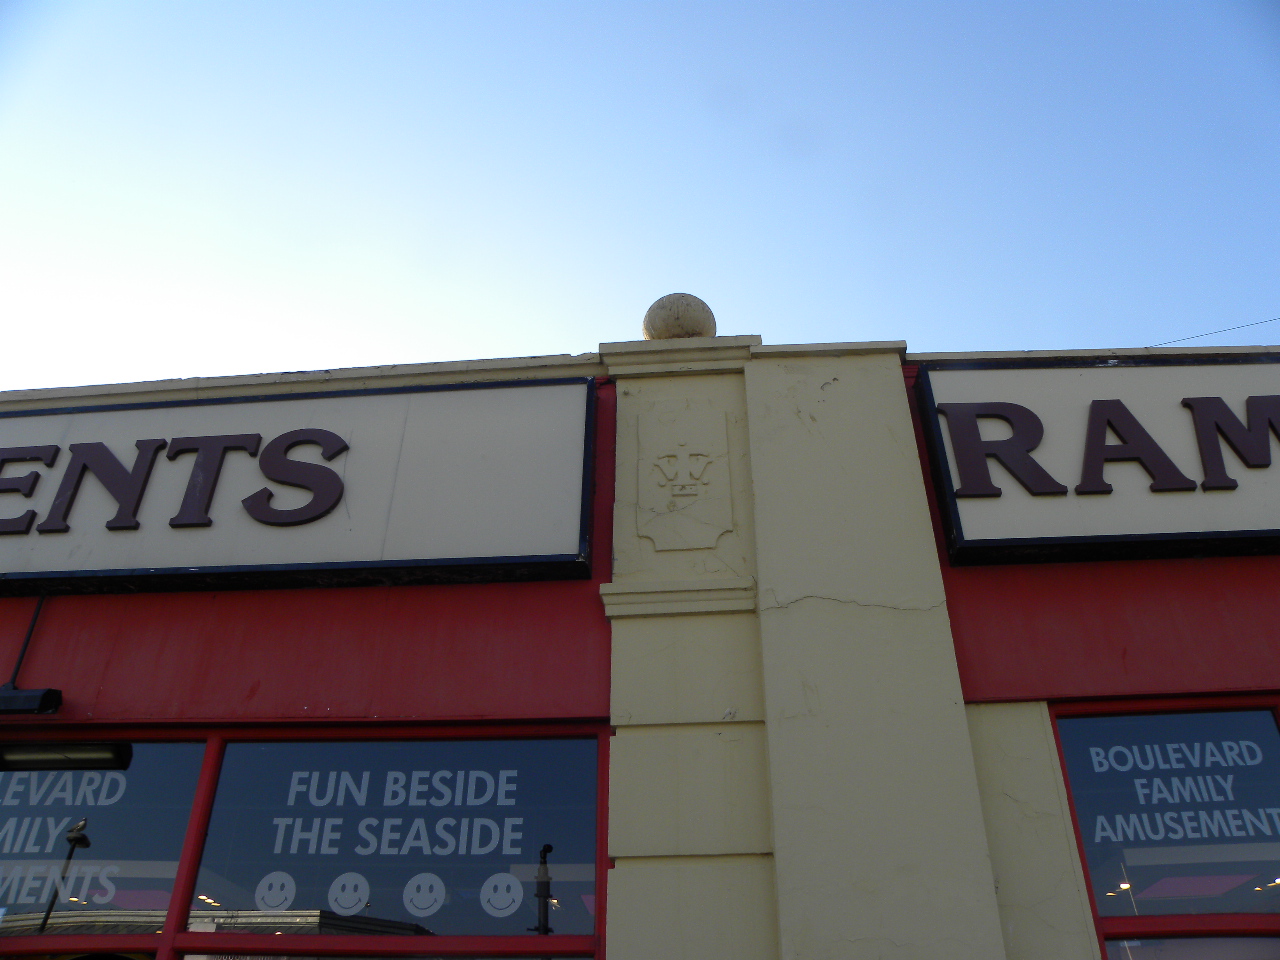 ENTS
RAM
LEVARD
MILY
MENTS
FUN BESIDE
THE SEASIDE
BOULEVARD
FAMILY
AMUSEMENT